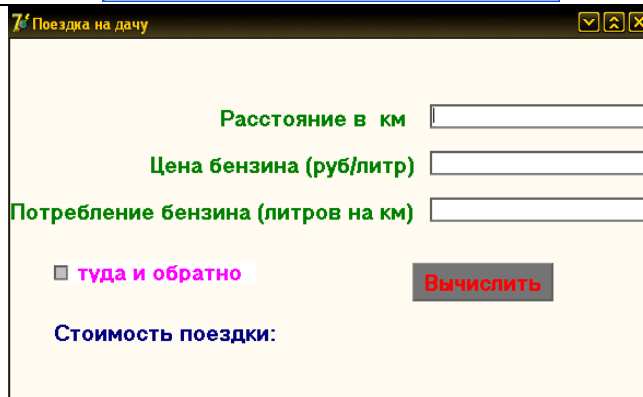 Поездка на дачу
Расстояние в км
Цена бензина (руб/литр)
Потребление бензина (литров на км)
туда и обратно
Вычислить
Стоимость поездки: